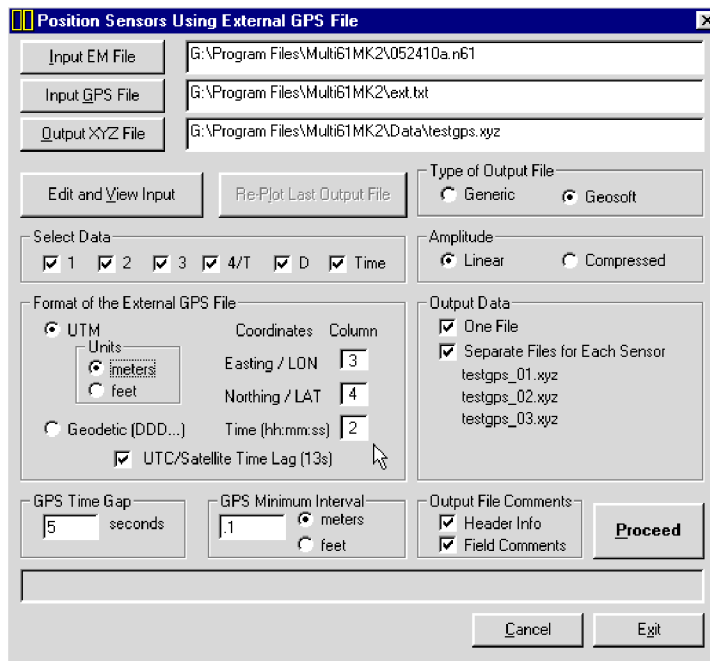 Position Sensors Using External GPS File
Input EM File
G:\Program Files\Multi61MK2\052410a.n61
Input GPS File
G:\Program Files\Multi61MK2\ext.txt
Output XYZ File
G:\Program Files\Multi61MK2\Data\testgps.xyz
Edit and View Input
Re-Plot Last Output File
Type of Output File
Generic
Geosoft
Select Data
1
2
3
4/T
D
Time
Amplitude
Linear
Compressed
Format of the External GPS File
UTM
Units
meters
feet
Geodetic (DDD...)
Coordinates Column
Easting / LON 3
Northing / LAT 4
Time (hh:mm:ss) 2
UTC/Satellite Time Lag (13s)
Output Data
One File
Separate Files for Each Sensor
testgps_01.xyz
testgps_02.xyz
testgps_03.xyz
GPS Time Gap
5 seconds
GPS Minimum Interval
.1
meters
feet
Output File Comments
Header Info
Field Comments
Proceed
Cancel
Exit